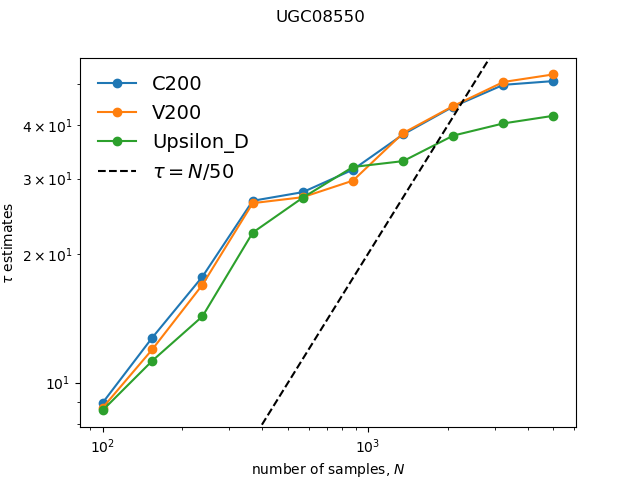 UGC08550
C200
V200
Upsilon_D
τ = N/50
4 × 10¹
3 × 10¹
2 × 10¹
10¹
τ estimates
10² 10³
number of samples, N